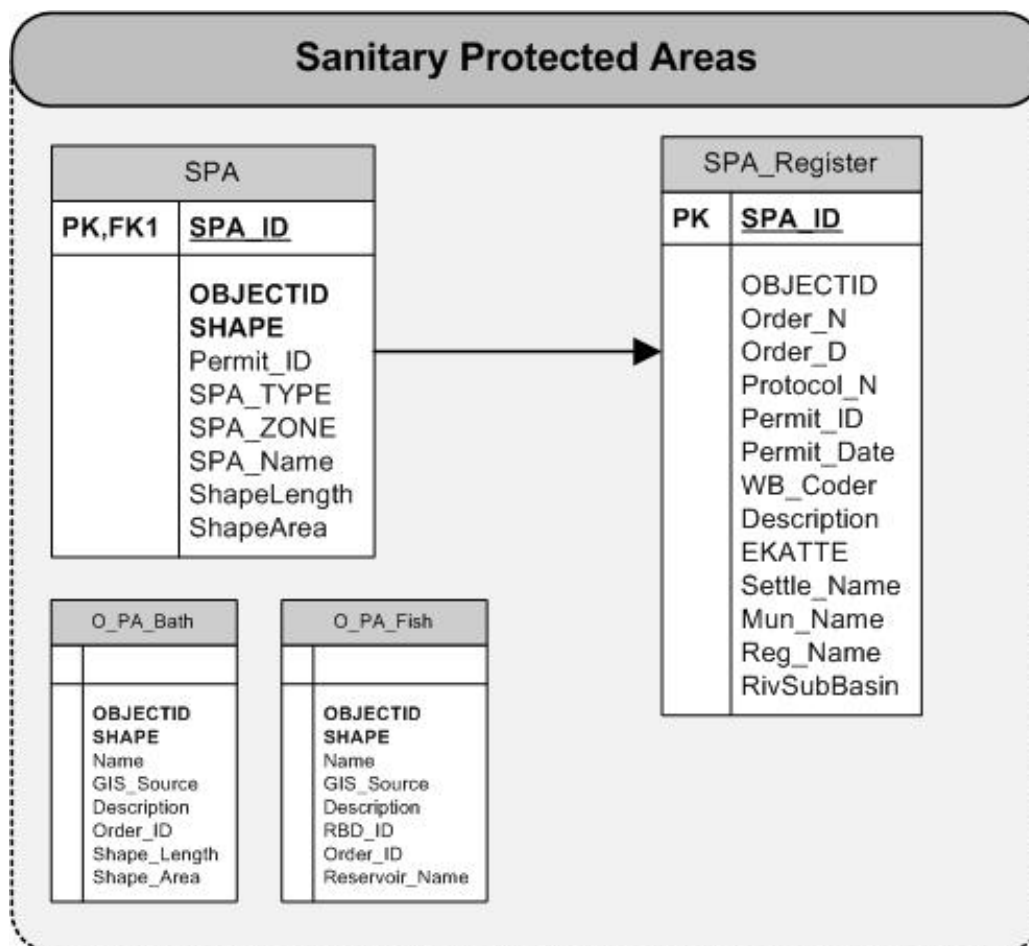 Sanitary Protected Areas
SPA
PK,FK1 SPA_ID
OBJECTID
SHAPE
Permit_ID
SPA_TYPE
SPA_ZONE
SPA_Name
ShapeLength
ShapeArea
SPA_Register
PK SPA_ID
OBJECTID
Order_N
Order_D
Protocol_N
Permit_ID
Permit_Date
WB_Coder
Description
EKATTE
Settle_Name
Mun_Name
Reg_Name
RivSubBasin
O_PA_Bath
OBJECTID
SHAPE
Name
GIS_Source
Description
Order_ID
Shape_Length
Shape_Area
O_PA_Fish
OBJECTID
SHAPE
Name
GIS_Source
Description
RBD_ID
Order_ID
Reservoir_Name